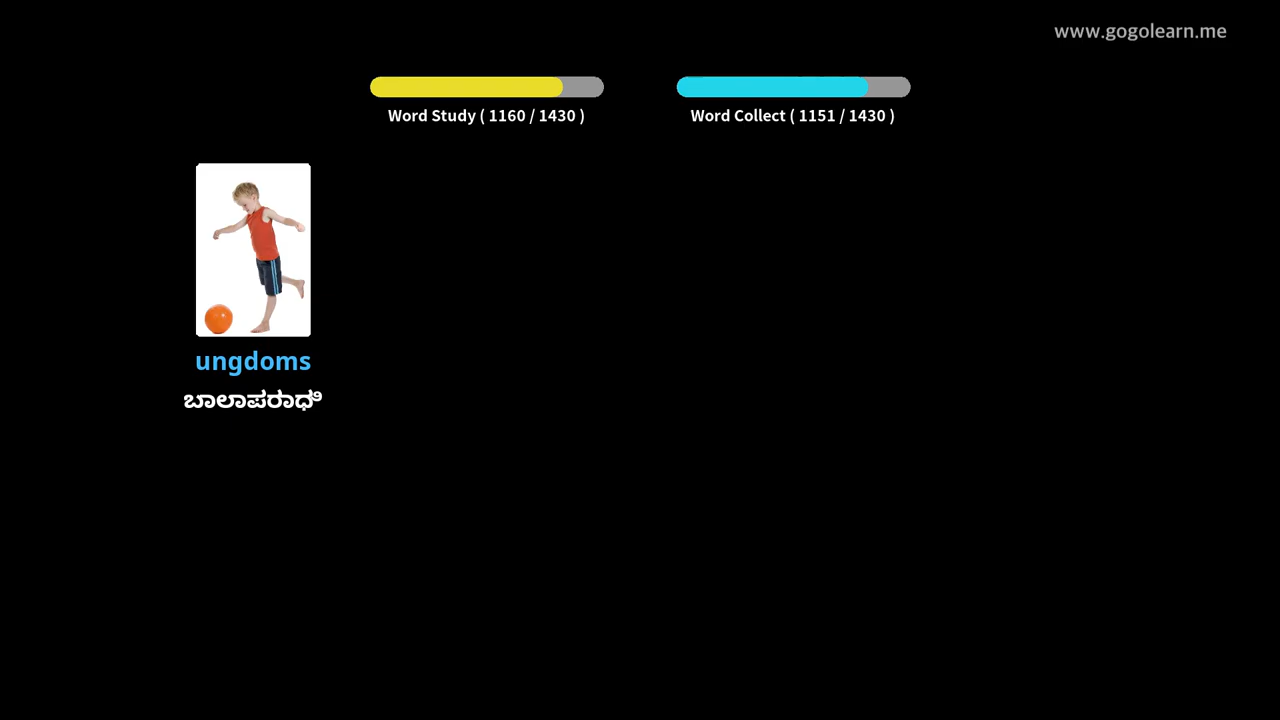 www.gogolearn.me
Word Study ( 1160 / 1430 )
Word Collect ( 1151 / 1430 )
ungdoms
ಬಾಲಾಪರಾಧಿ